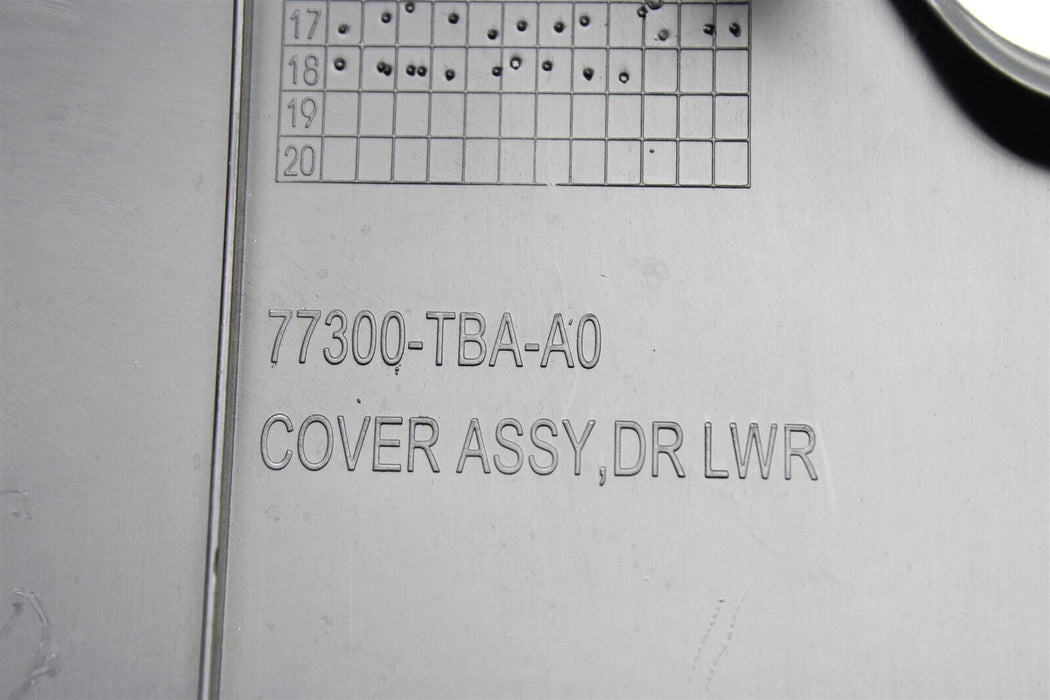 17
18
19
20
77300-TBA-A0
COVER ASSY,DR LWR